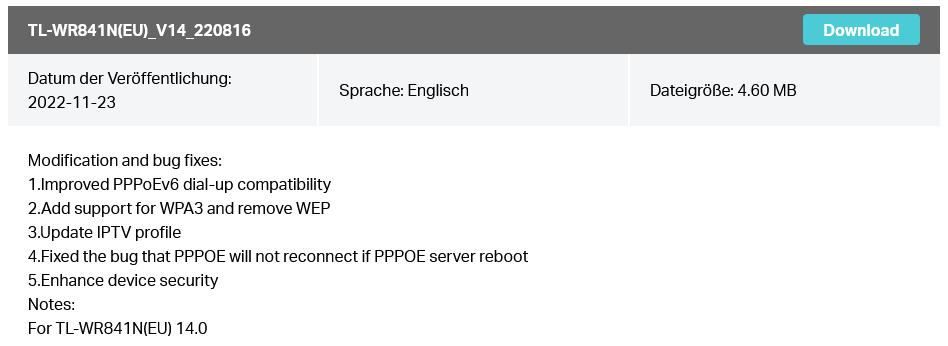 TL-WR841N(EU)_V14_220816
Download
Datum der Veröffentlichung:
2022-11-23
Sprache: Englisch
Dateigröße: 4.60 MB
Modification and bug fixes:
1.Improved PPPoEv6 dial-up compatibility
2.Add support for WPA3 and remove WEP
3.Update IPTV profile
4.Fixed the bug that PPPOE will not reconnect if PPPOE server reboot
5.Enhance device security
Notes:
For TL-WR841N(EU) 14.0